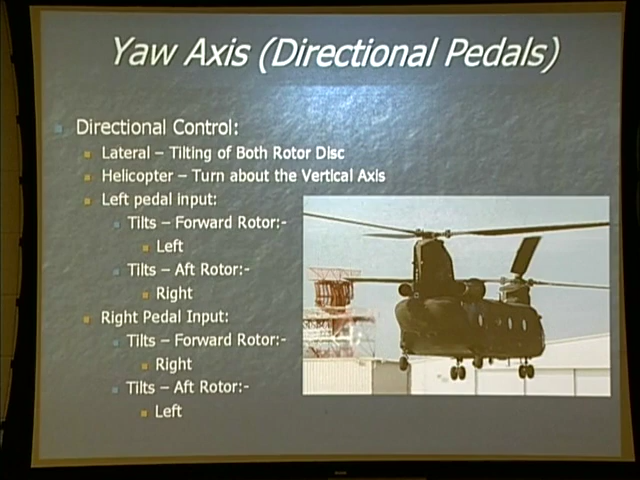 Yaw Axis (Directional Pedals)
Directional Control:
Lateral – Tilting of Both Rotor Disc
Helicopter – Turn about the Vertical Axis
Left pedal input:
Tilts – Forward Rotor:-
Left
Tilts – Aft Rotor:-
Right
Right Pedal Input:
Tilts – Forward Rotor:-
Right
Tilts – Aft Rotor:-
Left